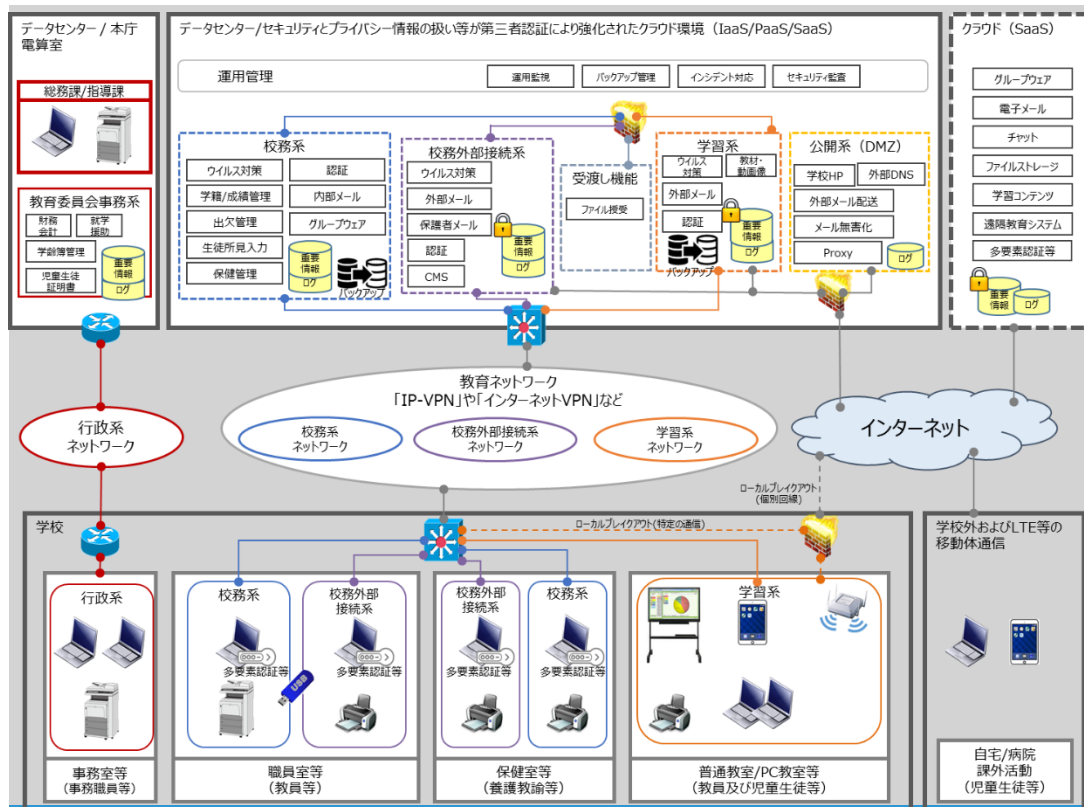 データセンター / 本庁
電算室
総務課/指導課
教育委員会事務系
財務
会計
就学
援助
学齢簿管理
児童生徒
証明書
重要
情報
ログ
データセンター/セキュリティとプライバシー情報の扱い等が第三者認証により強化されたクラウド環境（IaaS/PaaS/SaaS）
運用管理
運用監視
バックアップ管理
インシデント対応
セキュリティ監査
校務系
ウイルス対策
認証
学籍/成績管理
内部メール
出欠管理
グループウェア
生徒所見入力
保健管理
重要
情報
ログ
バックアップ
校務外部接続系
ウイルス対策
外部メール
保護者メール
認証
CMS
重要
情報
ログ
受渡し機能
ファイル授受
学習系
ウイルス
対策
教材・
動画像
外部メール
認証
重要
情報
ログ
バックアップ
公開系（DMZ）
学校HP
外部DNS
外部メール配送
メール無害化
Proxy
ログ
クラウド（SaaS）
グループウェア
電子メール
チャット
ファイルストレージ
学習コンテンツ
遠隔教育システム
多要素認証等
重要
情報
ログ
行政系
ネットワーク
教育ネットワーク
「IP-VPN」や「インターネットVPN」など
校務系
ネットワーク
校務外部接続系
ネットワーク
学習系
ネットワーク
インターネット
ローカルブレイクアウト
（個別回線）
学校
ローカルブレイクアウト(特定の通信)
行政系
事務室等
（事務職員等）
校務系
多要素認証等
USB
校務外部
接続系
多要素認証等
職員室等
（教員等）
校務外部
接続系
多要素認証等
校務系
多要素認証等
保健室等
（養護教諭等）
学習系
普通教室/PC教室等
（教員及び児童生徒等）
学校外およびLTE等の
移動体通信
自宅/病院
課外活動
（児童生徒等）